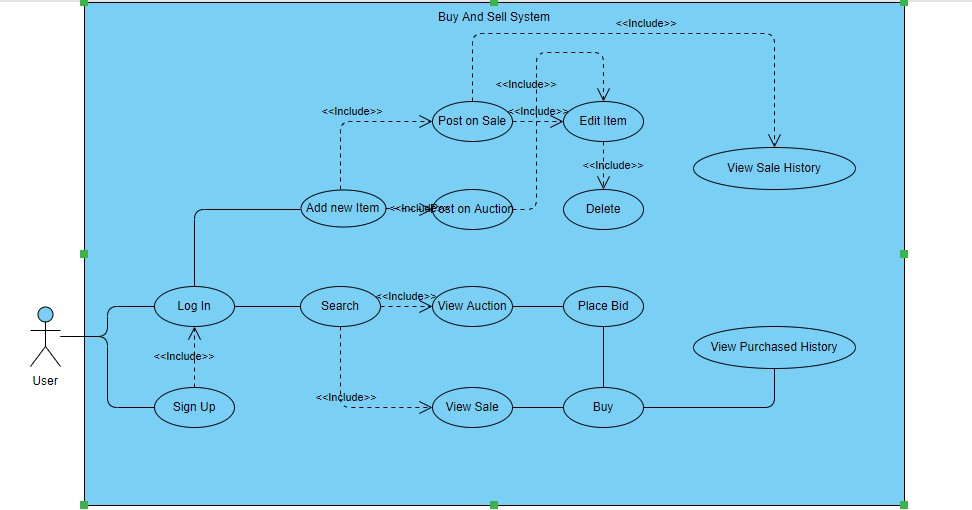 Buy And Sell System
<<Include>>
<<Include>>
<<Include>>
<<Include>>
Post on Sale
Edit Item
<<Include>>
View Sale History
Add new Item
<<Include>>
Post on Auction
Delete
Log In
Search
<<Include>>
View Auction
Place Bid
<<Include>>
View Purchased History
User
<<Include>>
Sign Up
View Sale
Buy